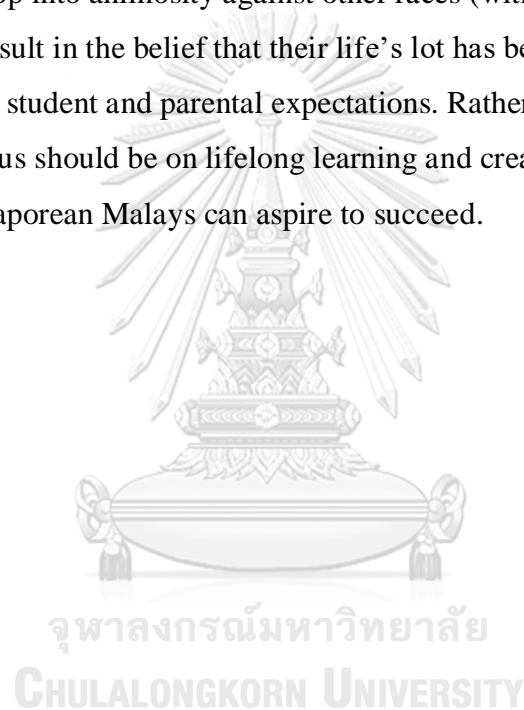 op into animosity against other races (with
sult in the belief that their life's lot has be
student and parental expectations. Rather
us should be on lifelong learning and crea
aporean Malays can aspire to succeed.
จุฬาลงกรณ์มหาวิทยาลัย
CHULALONGKORN UNIVERSITY